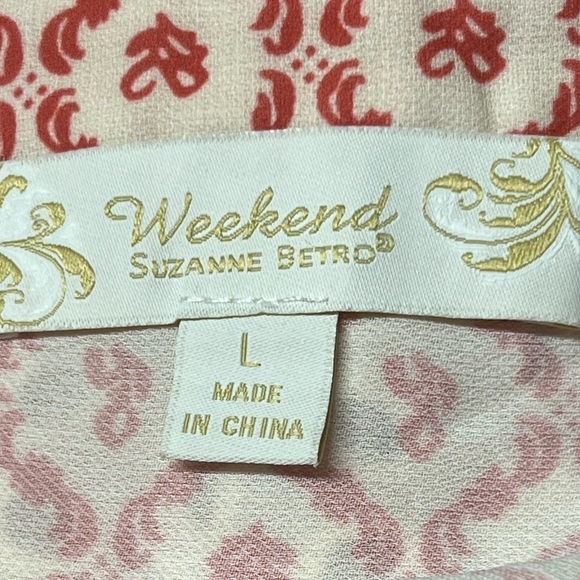 Weekend
SUZANNE BETRO®
L
MADE
IN CHINA